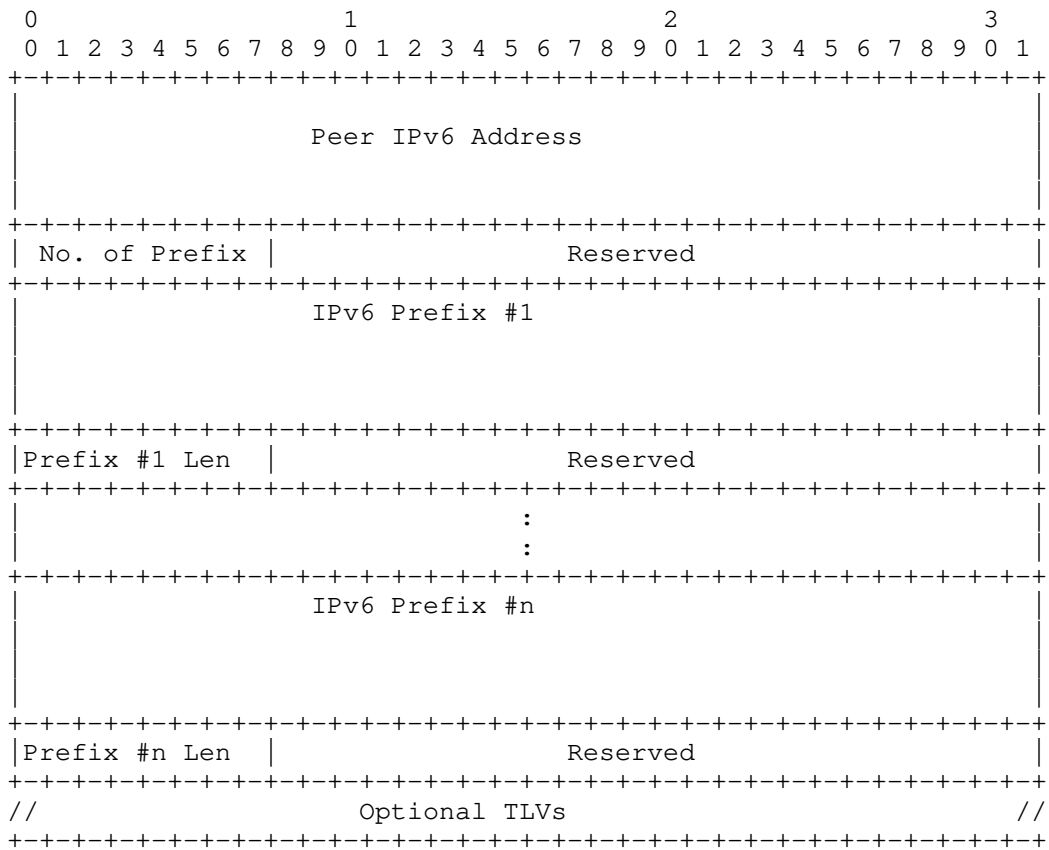 0                   1                   2                   3
0 1 2 3 4 5 6 7 8 9 0 1 2 3 4 5 6 7 8 9 0 1 2 3 4 5 6 7 8 9 0 1
+-+-+-+-+-+-+-+-+-+-+-+-+-+-+-+-+-+-+-+-+-+-+-+-+-+-+-+-+-+-+-+-+
Peer IPv6 Address
+-+-+-+-+-+-+-+-+-+-+-+-+-+-+-+-+-+-+-+-+-+-+-+-+-+-+-+-+-+-+-+-+
| No. of Prefix | Reserved |
+-+-+-+-+-+-+-+-+-+-+-+-+-+-+-+-+-+-+-+-+-+-+-+-+-+-+-+-+-+-+-+-+
| IPv6 Prefix #1 |
+-+-+-+-+-+-+-+-+-+-+-+-+-+-+-+-+-+-+-+-+-+-+-+-+-+-+-+-+-+-+-+-+
|Prefix #1 Len | Reserved |
+-+-+-+-+-+-+-+-+-+-+-+-+-+-+-+-+-+-+-+-+-+-+-+-+-+-+-+-+-+-+-+-+
| : |
| : |
+-+-+-+-+-+-+-+-+-+-+-+-+-+-+-+-+-+-+-+-+-+-+-+-+-+-+-+-+-+-+-+-+
| IPv6 Prefix #n |
+-+-+-+-+-+-+-+-+-+-+-+-+-+-+-+-+-+-+-+-+-+-+-+-+-+-+-+-+-+-+-+-+
|Prefix #n Len | Reserved |
+-+-+-+-+-+-+-+-+-+-+-+-+-+-+-+-+-+-+-+-+-+-+-+-+-+-+-+-+-+-+-+-+
// Optional TLVs //
+-+-+-+-+-+-+-+-+-+-+-+-+-+-+-+-+-+-+-+-+-+-+-+-+-+-+-+-+-+-+-+-+